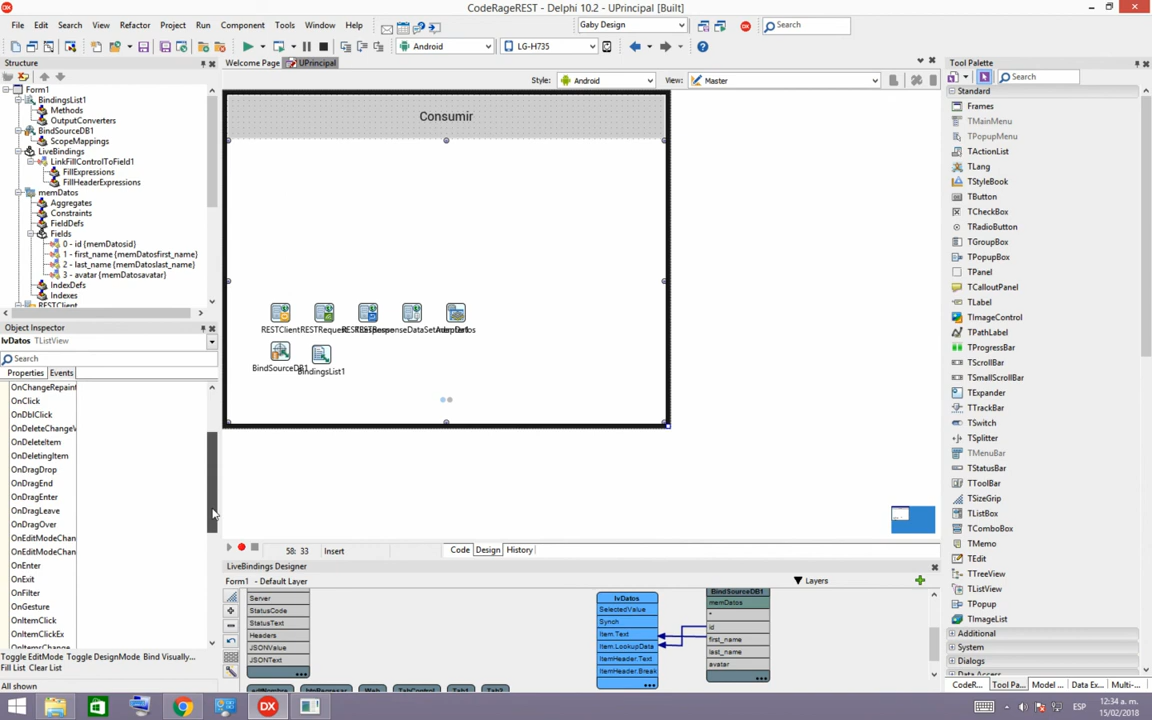 CodeRageREST - Delphi 10.2 - UPrincipal [Built]
File Edit Search View Refactor Project Run Component Tools Window Help
Gaby Design
Search
Android
LG-H735
Structure
Form1
BindingsList1
Methods
OutputConverters
BindSourceDB1
ScopeMappings
LiveBindings
LinkFillControlToField1
FillExpressions
FillHeaderExpressions
memDatos
Aggregates
Constraints
FieldDefs
Fields
0 - id {memDatosid}
1 - first_name {memDatosfirst_name}
2 - last_name {memDatoslast_name}
3 - avatar {memDatosavatar}
IndexDefs
Indexes
RESTClient
Object Inspector
lvDatos TListView
Search
Properties Events
OnChangeRepaint
OnClick
OnDblClick
OnDeleteChangeV
OnDeleteItem
OnDeletingItem
OnDragDrop
OnDragEnd
OnDragEnter
OnDragLeave
OnDragOver
OnEditModeChan
OnEditModeChan
OnEnter
OnExit
OnFilter
OnGesture
OnItemClick
OnItemClickEx
OnItemsChange
Toggle EditMode Toggle DesignMode Bind Visually...
Fill List Clear List
All shown
Welcome Page UPrincipal
Style: Android
View: Master
Consumir
RESTClient
BindSourceDB1
BindingsList1
58: 33 Insert
Code Design History
LiveBindings Designer
Form1 - Default Layer
Layers
Server
StatusCode
StatusText
Headers
JSONValue
JSONText
lvDatos
SelectedValue
Synch
Item.Text
Item.LookupData
ItemHeader.Text
ItemHeader.Break
BindSourceDB1
memDatos
*
id
first_name
last_name
avatar
Tool Palette
Search
Standard
Frames
TMainMenu
TPopupMenu
TActionList
TLang
TStyleBook
TButton
TCheckBox
TRadioButton
TGroupBox
TPopupBox
TPanel
TCalloutPanel
TLabel
TImageControl
TPathLabel
TProgressBar
TScrollBar
TSmallScrollBar
TExpander
TTrackBar
TSwitch
TSplitter
TMenuBar
TStatusBar
TToolBar
TSizeGrip
TListBox
TComboBox
TMemo
TEdit
TTreeView
TListView
TPopup
TImageList
Additional
System
Dialogs
Data Access
CodeR... Tool Pa... Model ... Data Ex... Multi-...
ESP
12:34 a. m.
15/02/2018